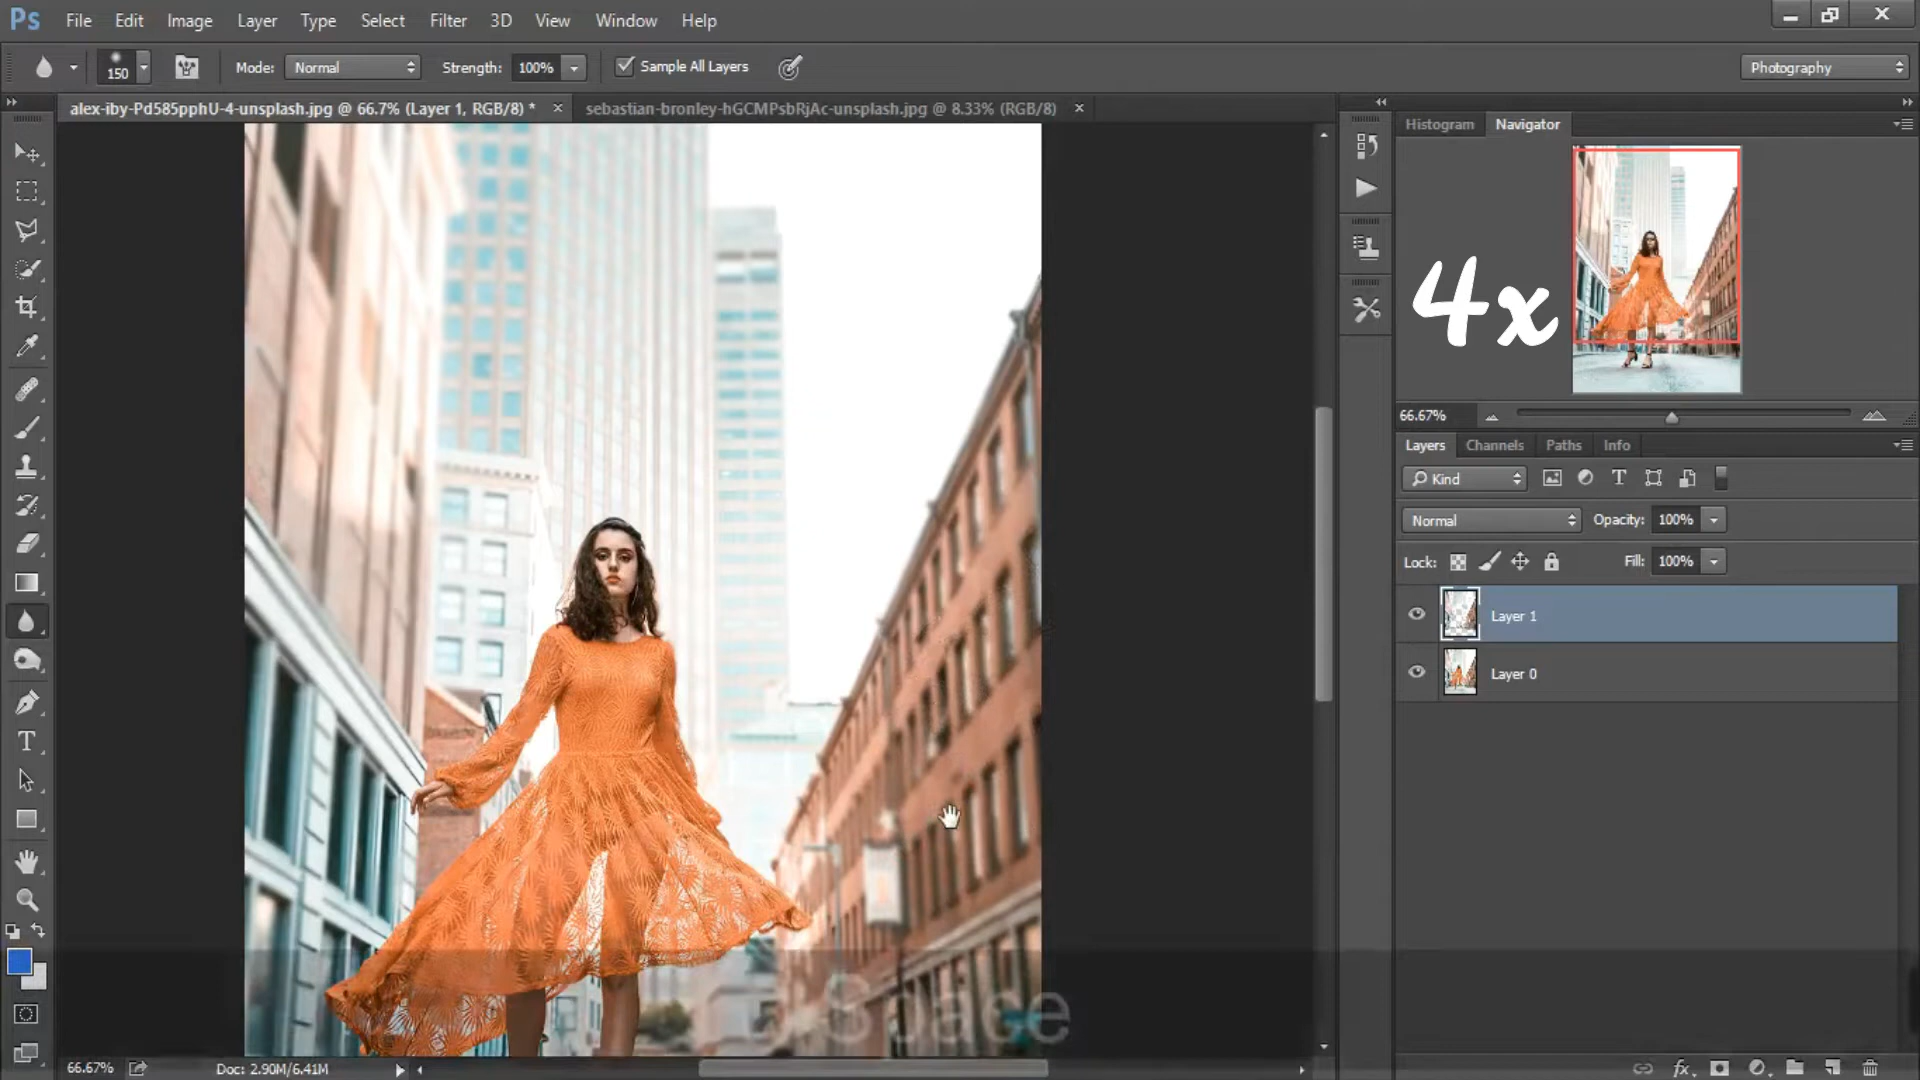 Ps File Edit Image Layer Type Select Filter 3D View Window Help
150 Mode: Normal Strength: 100% Sample All Layers Photography
alex-iby-Pd585pphU-4-unsplash.jpg @ 66.7% (Layer 1, RGB/8) * sebastian-bronley-hGCMPsbRjAc-unsplash.jpg @ 8.33% (RGB/8)
Histogram Navigator
4x
66.67%
Layers Channels Paths Info
Kind
Normal Opacity: 100%
Lock: Fill: 100%
Layer 1
Layer 0
Space
66.67% Doc: 2.90M/6.41M